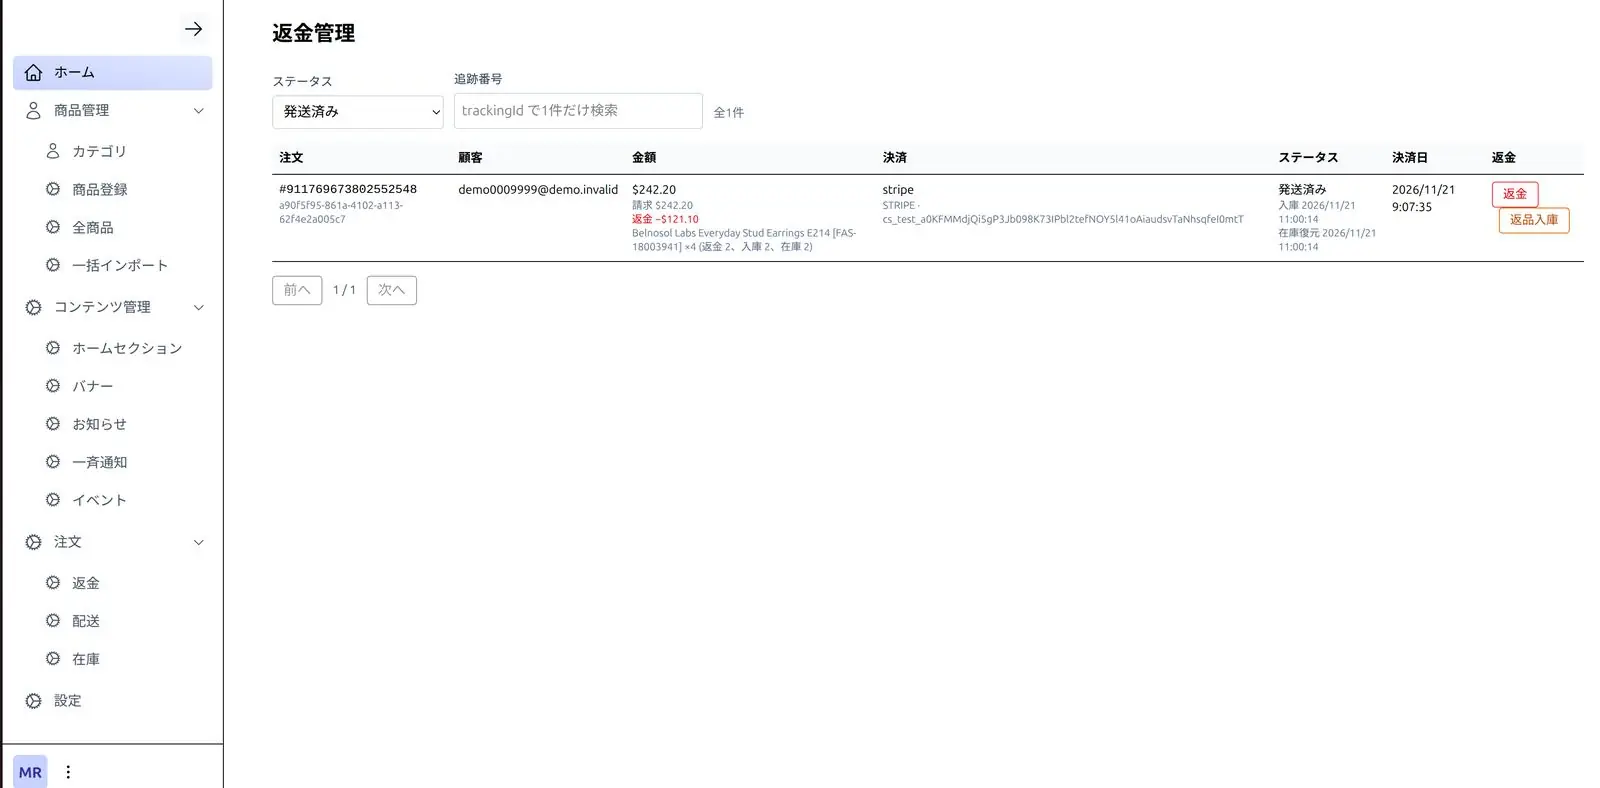 ホーム
商品管理
カテゴリ
商品登録
全商品
一括インポート
コンテンツ管理
ホームセクション
バナー
お知らせ
一斉通知
イベント
注文
返金
配送
在庫
設定
MR
返金管理
ステータス
発送済み
追跡番号
trackingId で1件だけ検索
全1件
注文 顧客 金額 決済 ステータス 決済日 返金
#911769673802552548
a90f5f95-861a-4102-a113-
62f4e2a005c7
demo0009999@demo.invalid
$242.20
請求 $242.20
返金 −$121.10
Belnosol Labs Everyday Stud Earrings E214 [FAS-
18003941] ×4 (返金 2、入庫 2、在庫 2)
stripe
STRIPE ·
cs_test_a0KFMMdjQi5gP3Jb098K73IPbl2tefNOY5l41oAiaudsvTaNhsqfeI0mtT
発送済み
入庫 2026/11/21
11:00:14
在庫復元 2026/11/21
11:00:14
2026/11/21
9:07:35
返金
返品入庫
前へ 1 / 1 次へ